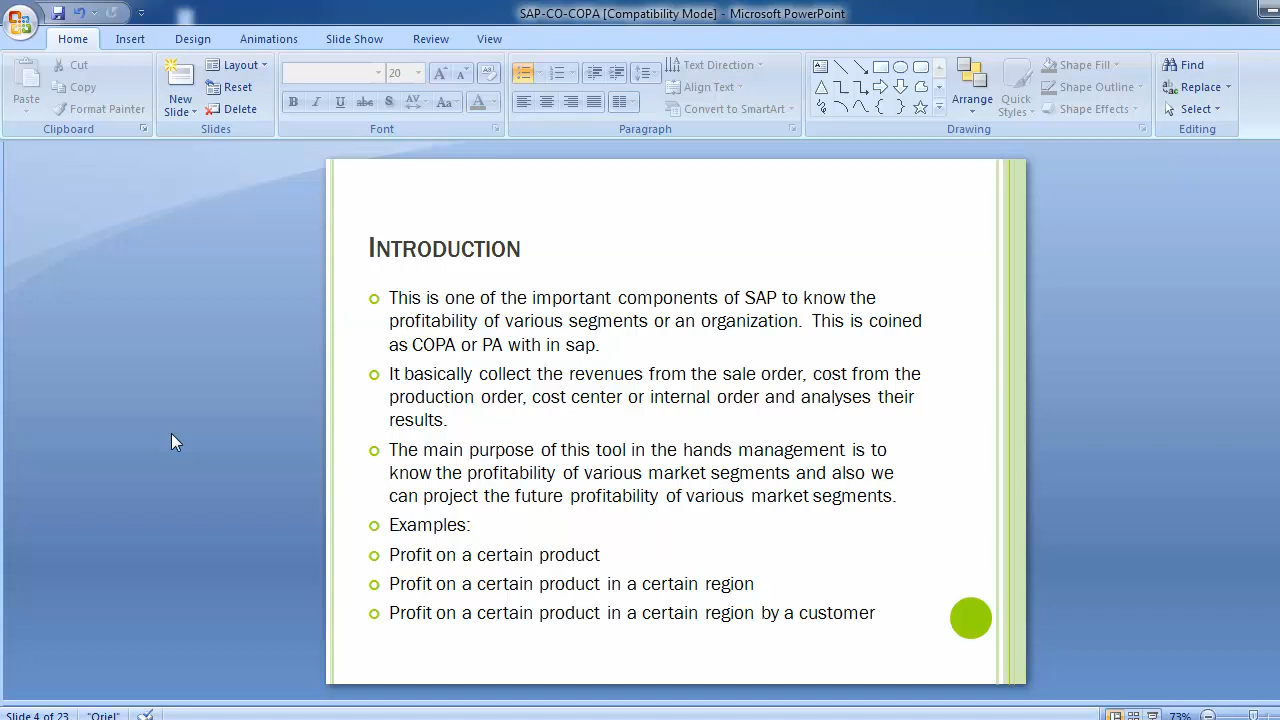 SAP-CO-COPA [Compatibility Mode] - Microsoft PowerPoint
Home Insert Design Animations Slide Show Review View
Paste
Cut
Copy
Format Painter
Clipboard
New Slide
Layout
Reset
Delete
Slides
20
Font
Text Direction
Align Text
Convert to SmartArt
Paragraph
Arrange
Quick Styles
Shape Fill
Shape Outline
Shape Effects
Drawing
Find
Replace
Select
Editing
INTRODUCTION
This is one of the important components of SAP to know the
profitability of various segments or an organization. This is coined
as COPA or PA with in sap.
It basically collect the revenues from the sale order, cost from the
production order, cost center or internal order and analyses their
results.
The main purpose of this tool in the hands management is to
know the profitability of various market segments and also we
can project the future profitability of various market segments.
Examples:
Profit on a certain product
Profit on a certain product in a certain region
Profit on a certain product in a certain region by a customer
Slide 4 of 23 "Oriel" 73%